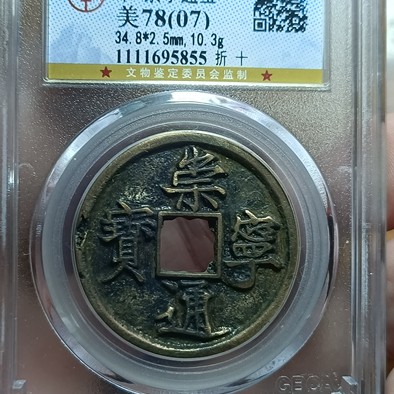 美78(07)
34.8*2.5mm,10.3g
1111695855 折十
★文物鉴定委员会监制★
崇
寶 寧
通